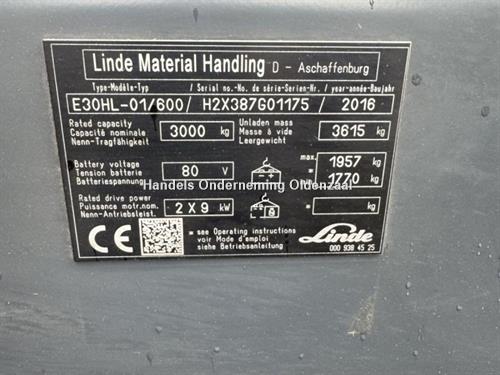 Linde Material Handling D - Aschaffenburg
Type-Modèle-Typ / Serial no.-No. de série-Serien-Nr. / year-année-Baujahr
E30HL-01/600/ H2X387G01175 / 2016
Rated capacity
Capacité nominale 3000 kg
Nenn-Tragfähigkeit
Unladen mass
Masse à vide 3615 kg
Leergewicht
Battery voltage
Tension batterie 80 V
Batteriespannung
max. 1957 kg
min. 1770 kg
Handels Onderneming Oldenzaal
Rated drive power
Puissance motr.nom. 2 X 9 kW
Nenn-Antriebsleist.
kg
CE
= see Operating instructions
voir Mode d'emploi
siehe Betriebsanleitung
Linde
000 938 45 25